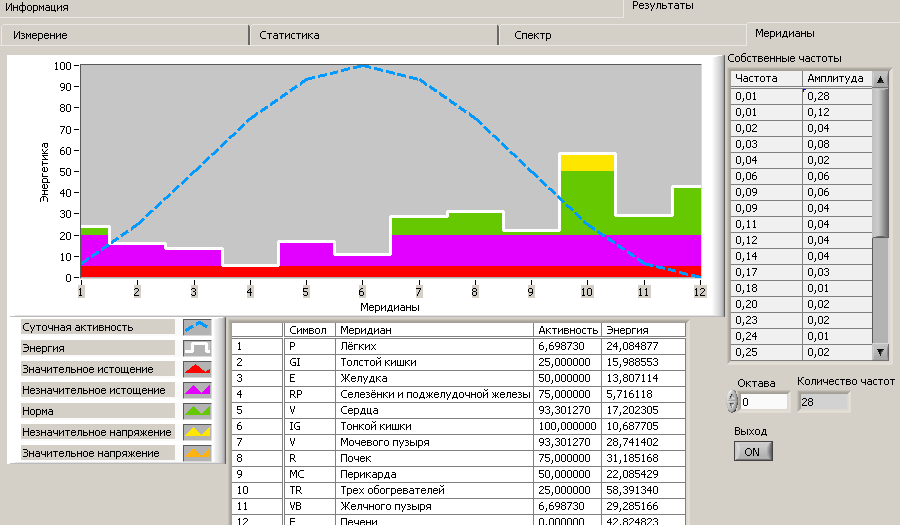 Информация
Результаты
Измерение
Статистика
Спектр
Меридианы
Энергетика
100
90
80
70
60
50
40
30
20
10
0
1 2 3 4 5 6 7 8 9 10 11 12
Меридианы
Собственные частоты
Частота Амплитуда
0,01 0,28
0,01 0,12
0,02 0,04
0,03 0,08
0,04 0,02
0,06 0,06
0,09 0,06
0,09 0,04
0,11 0,04
0,12 0,04
0,14 0,04
0,17 0,03
0,18 0,01
0,20 0,02
0,23 0,02
0,24 0,01
0,25 0,02
Суточная активность
Энергия
Значительное истощение
Незначительное истощение
Норма
Незначительное напряжение
Значительное напряжение
Символ Меридиан Активность Энергия
1 P Лёгких 6,698730 24,084877
2 GI Толстой кишки 25,000000 15,988553
3 E Желудка 50,000000 13,807114
4 RP Селезёнки и поджелудочной железы 75,000000 5,716118
5 V Сердца 93,301270 17,202305
6 IG Тонкой кишки 100,000000 10,687705
7 V Мочевого пузыря 93,301270 28,741402
8 R Почек 75,000000 31,185168
9 MC Перикарда 50,000000 22,085429
10 TR Трех обогревателей 25,000000 58,391340
11 VB Желчного пузыря 6,698730 29,285166
12 F Печени 0,000000 42,824823
Октава
0
Количество частот
28
Выход
ON